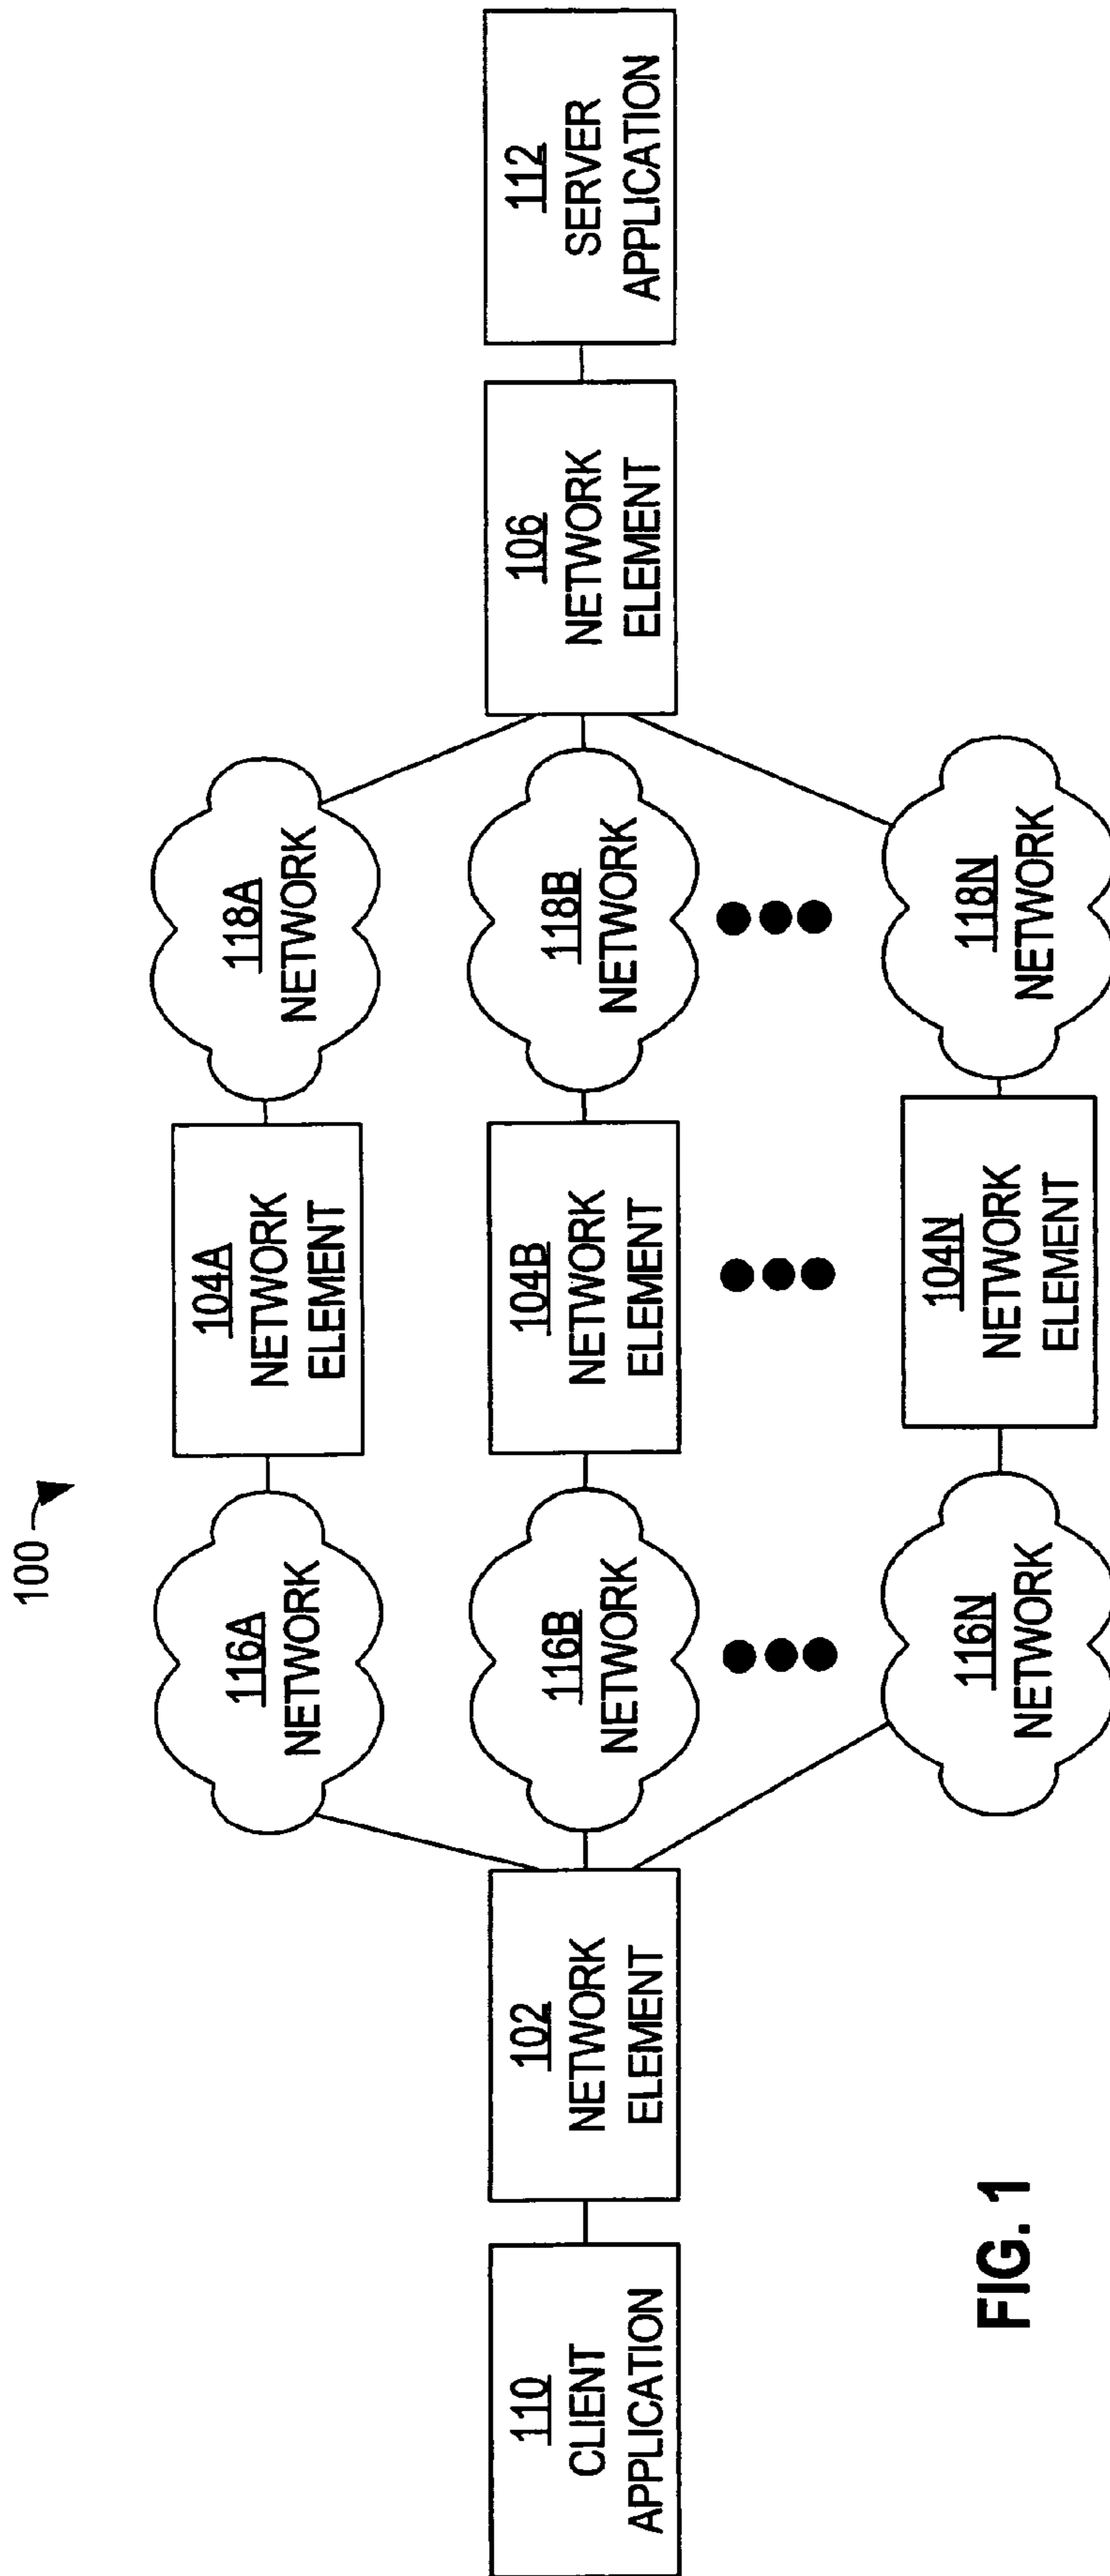 100
110
CLIENT
APPLICATION
102
NETWORK
ELEMENT
116A
NETWORK
116B
NETWORK
116N
NETWORK
104A
NETWORK
ELEMENT
104B
NETWORK
ELEMENT
104N
NETWORK
ELEMENT
118A
NETWORK
118B
NETWORK
118N
NETWORK
106
NETWORK
ELEMENT
112
SERVER
APPLICATION
FIG. 1